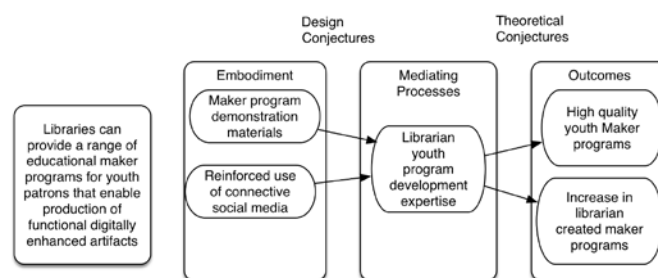 Design
Conjectures
Theoretical
Conjectures
Libraries can
provide a range of
educational maker
programs for youth
patrons that enable
production of
functional digitally
enhanced artifacts
Embodiment
Maker program
demonstration
materials
Reinforced use
of connective
social media
Mediating
Processes
Librarian
youth
program
development
expertise
Outcomes
High quality
youth Maker
programs
Increase in
librarian
created maker
programs